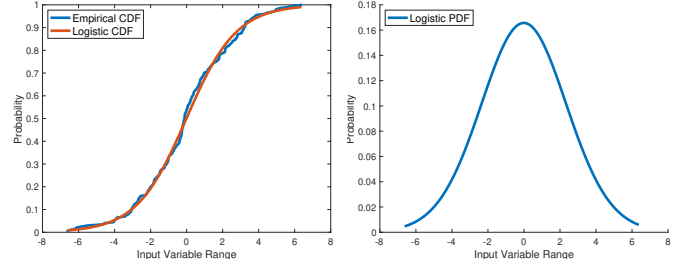 Empirical CDF
Logistic CDF
1
0.9
0.8
0.7
0.6
0.5
0.4
0.3
0.2
0.1
0
-8 -6 -4 -2 0 2 4 6 8
Probability
Input Variable Range
Logistic PDF
0.18
0.16
0.14
0.12
0.1
0.08
0.06
0.04
0.02
0
-8 -6 -4 -2 0 2 4 6 8
Probability
Input Variable Range